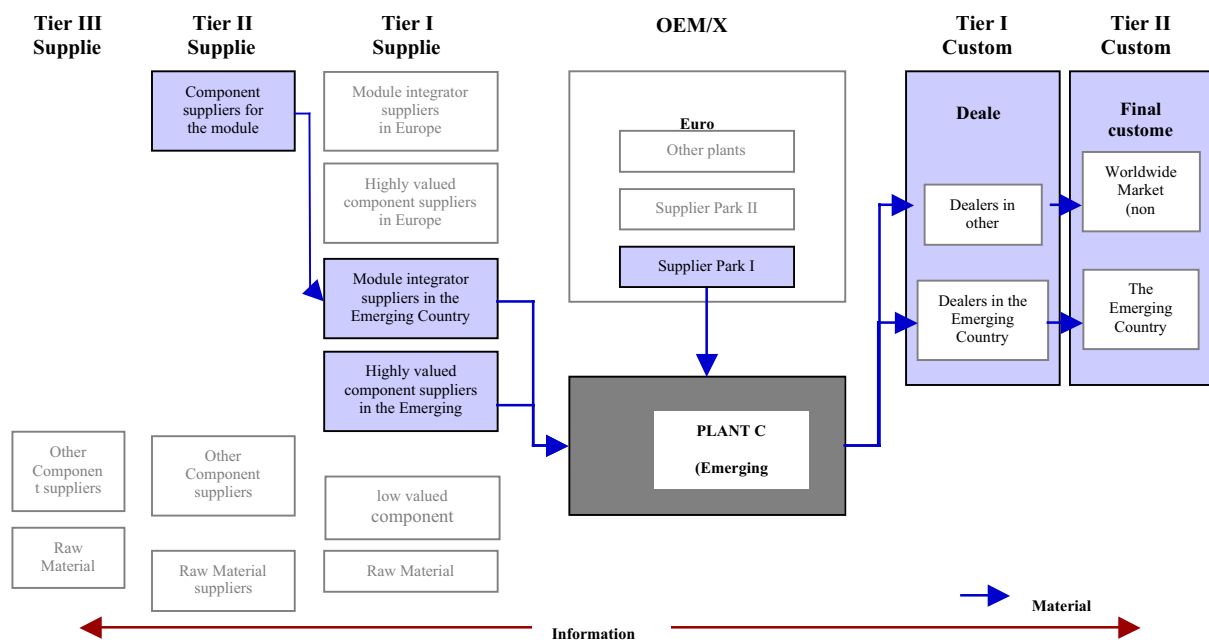 Tier III
Supplie
Tier II
Supplie
Tier I
Supplie
OEM/X
Tier I
Custom
Tier II
Custom
Component
suppliers for
the module
Module integrator
suppliers
in Europe
Highly valued
component suppliers
in Europe
Module integrator
suppliers in the
Emerging Country
Highly valued
component suppliers
in the Emerging
Other
Componen
t suppliers
Raw
Material
Other
Component
suppliers
Raw Material
suppliers
low valued
component
Raw Material
Euro
Other plants
Supplier Park II
Supplier Park I
PLANT C
(Emerging
Deale
Dealers in
other
Dealers in the
Emerging
Country
Final
custome
Worldwide
Market
(non
The
Emerging
Country
Material
Information